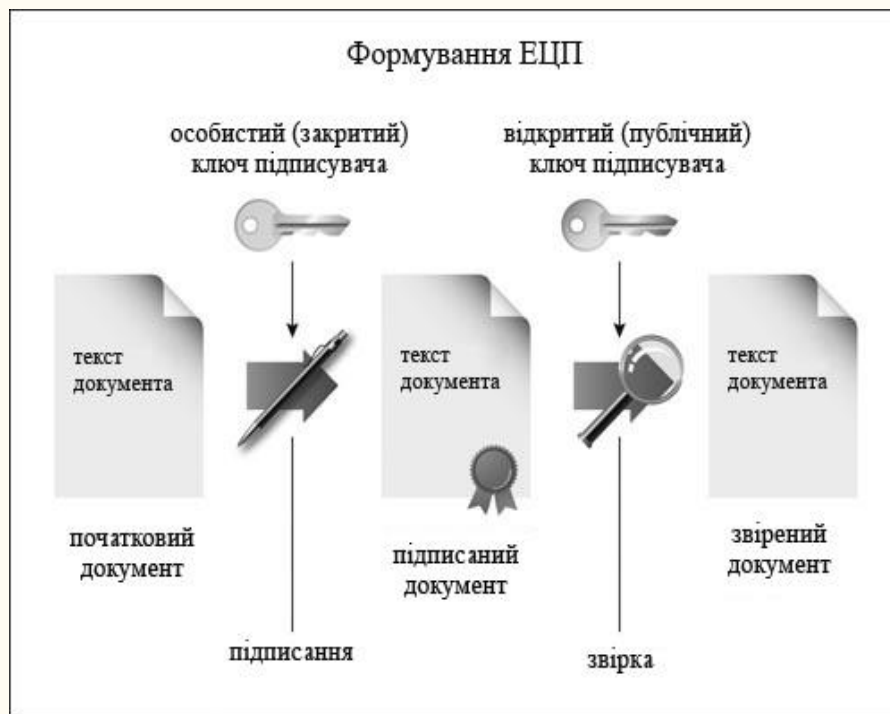 Формування ЕЦП
особистий (закритий)
ключ підписувача
відкритий (публічний)
ключ підписувача
текст
документа
текст
документа
текст
документа
початковий
документ
підписаний
документ
звірений
документ
підписання
звірка